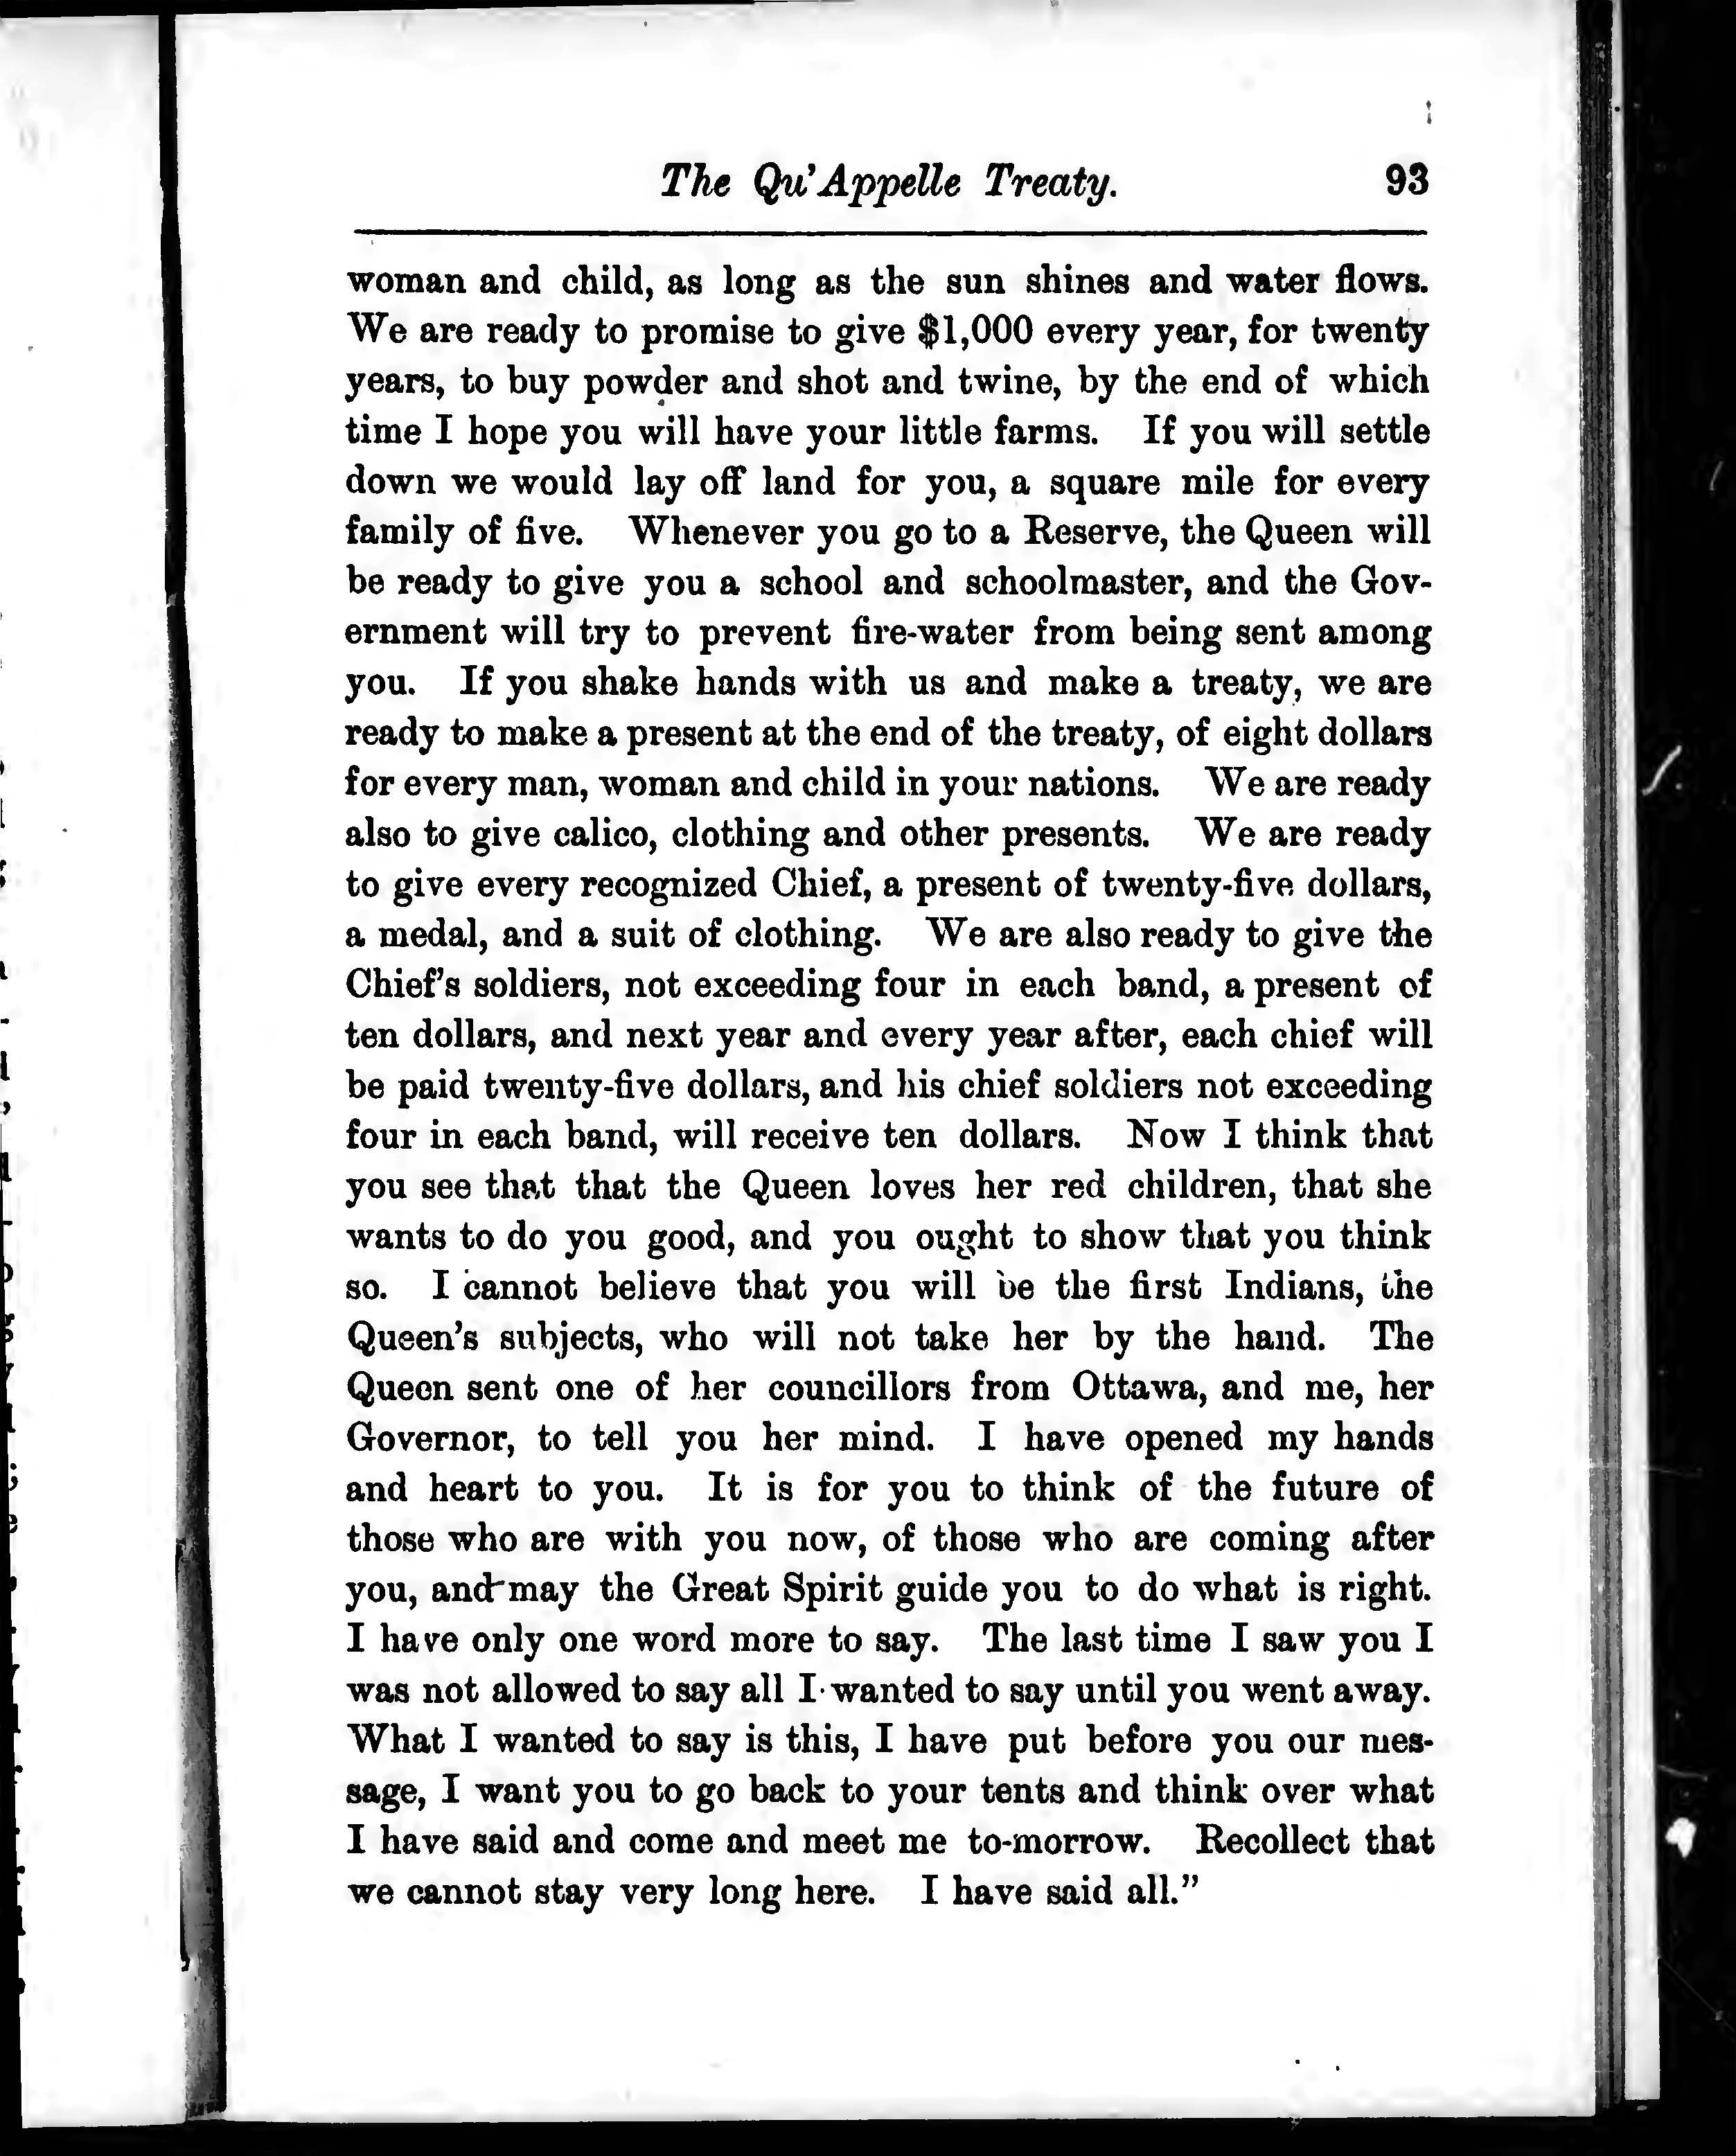 The Qu'Appelle Treaty. 93
woman and child, as long as the sun shines and water flows.
We are ready to promise to give $1,000 every year, for twenty
years, to buy powder and shot and twine, by the end of which
time I hope you will have your little farms. If you will settle
down we would lay off land for you, a square mile for every
family of five. Whenever you go to a Reserve, the Queen will
be ready to give you a school and schoolmaster, and the Gov-
ernment will try to prevent fire-water from being sent among
you. If you shake hands with us and make a treaty, we are
ready to make a present at the end of the treaty, of eight dollars
for every man, woman and child in your nations. We are ready
also to give calico, clothing and other presents. We are ready
to give every recognized Chief, a present of twenty-five dollars,
a medal, and a suit of clothing. We are also ready to give the
Chief's soldiers, not exceeding four in each band, a present of
ten dollars, and next year and every year after, each chief will
be paid twenty-five dollars, and his chief soldiers not exceeding
four in each band, will receive ten dollars. Now I think that
you see that that the Queen loves her red children, that she
wants to do you good, and you ought to show that you think
so. I cannot believe that you will be the first Indians, the
Queen's subjects, who will not take her by the hand. The
Queen sent one of her councillors from Ottawa, and me, her
Governor, to tell you her mind. I have opened my hands
and heart to you. It is for you to think of the future of
those who are with you now, of those who are coming after
you, and may the Great Spirit guide you to do what is right.
I have only one word more to say. The last time I saw you I
was not allowed to say all I wanted to say until you went away.
What I wanted to say is this, I have put before you our mes-
sage, I want you to go back to your tents and think over what
I have said and come and meet me to-morrow. Recollect that
we cannot stay very long here. I have said all."